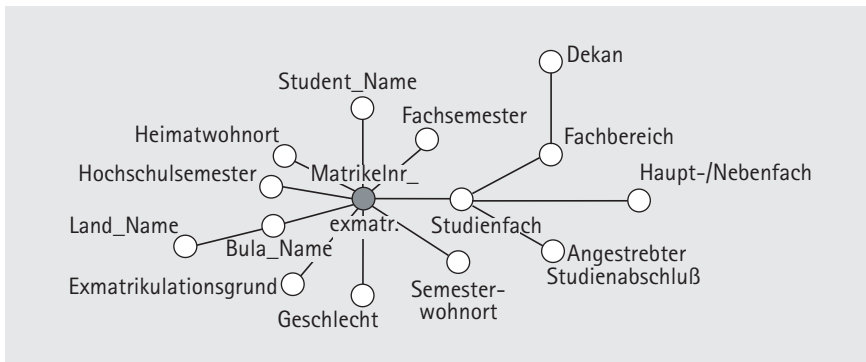 Dekan
Student_Name
Fachsemester
Heimatwohnort
Fachbereich
Hochschulsemester
Matrikelnr_
exmatr.
Haupt-/Nebenfach
Land_Name
Bula_Name
Studienfach
Angestrebter
Studienabschluß
Exmatrikulationsgrund
Semester-
wohnort
Geschlecht